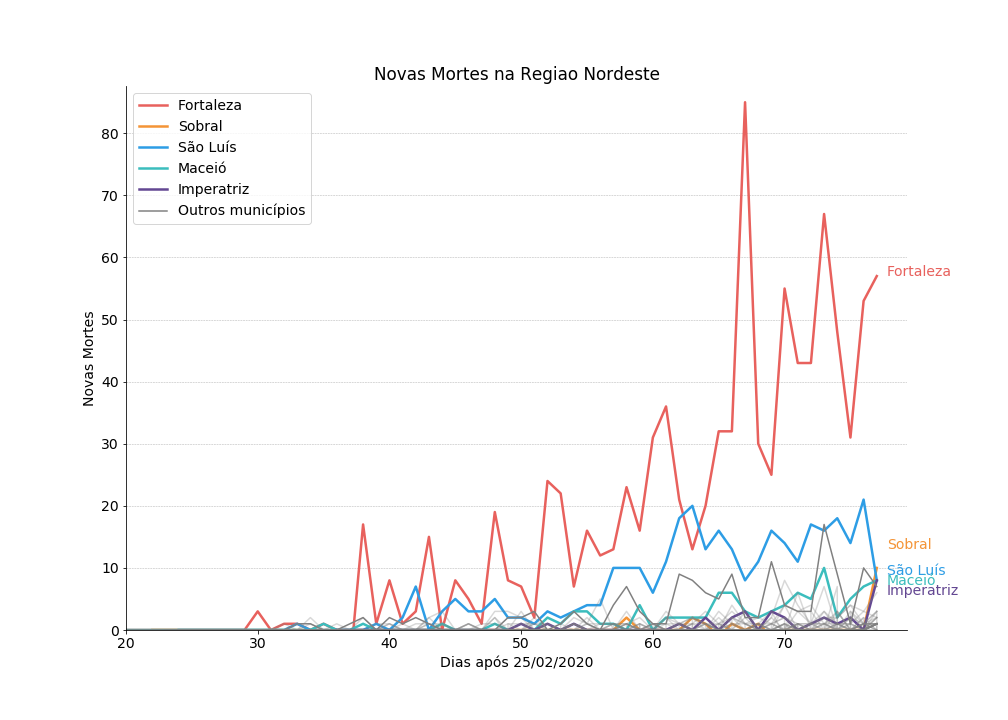 Novas Mortes na Regiao Nordeste
Fortaleza
Sobral
São Luís
Maceió
Imperatriz
Outros municípios
Novas Mortes
80
70
60
50
40
30
20
10
0
Fortaleza
Sobral
São Luís
Maceió
Imperatriz
20
30
40
50
60
70
Dias após 25/02/2020